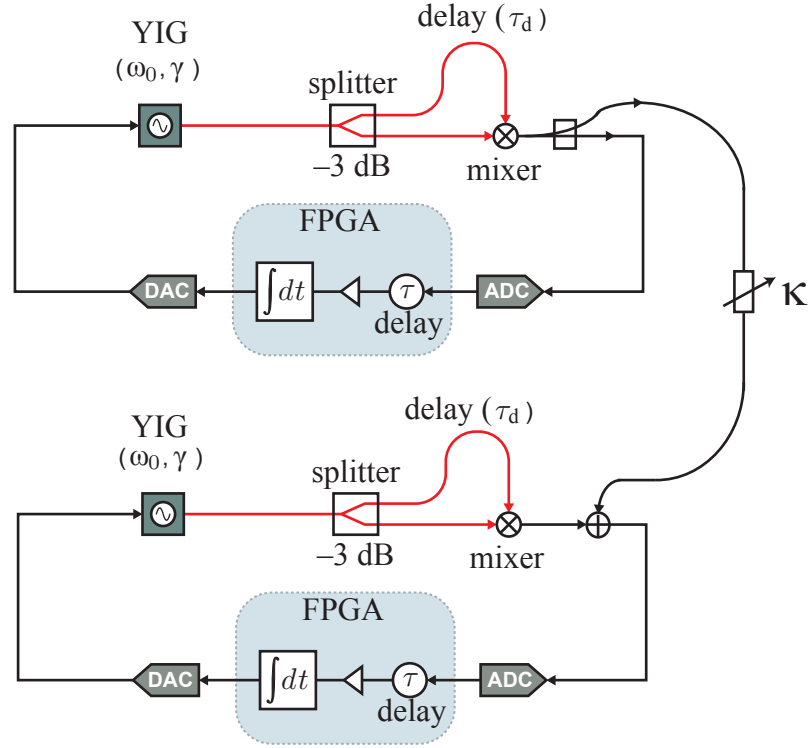 delay (τd)
YIG
(ω0, γ)
splitter
–3 dB
mixer
FPGA
∫dt
τ
delay
DAC
ADC
κ
delay (τd)
YIG
(ω0, γ)
splitter
–3 dB
mixer
FPGA
∫dt
τ
delay
DAC
ADC